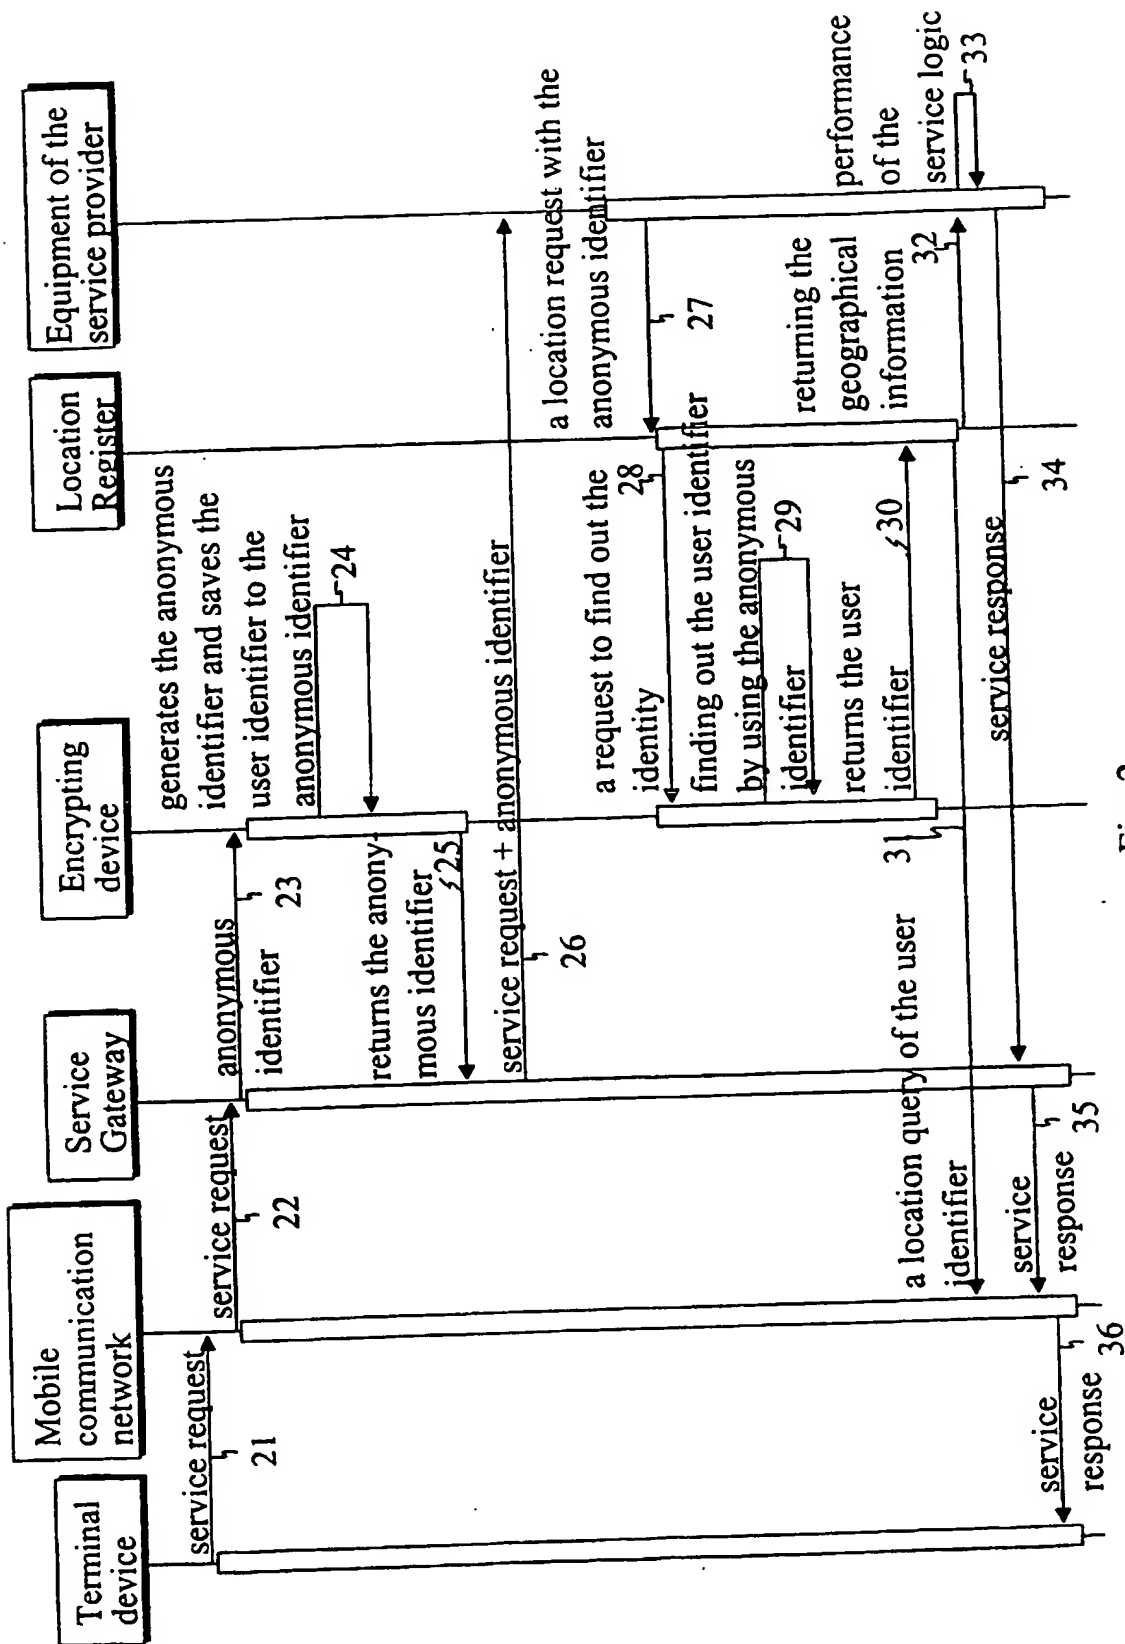 Terminal
device
Mobile
communication
network
Service
Gateway
Encrypting
device
Location
Register
Equipment of the
service provider
service request
21
service request
22
anonymous
identifier
23
generates the anonymous
identifier and saves the
user identifier to the
anonymous identifier
24
returns the anony-
mous identifier
25
service request + anonymous identifier
26
a location request with the
anonymous identifier
27
a request to find out the
identity
28
finding out the user identifier
by using the anonymous
identifier
29
returns the user
identifier
30
a location query of the user
identifier
31
returning the
geographical
information
32
performance
of the
service logic
33
service response
34
service
response
35
service
response
36